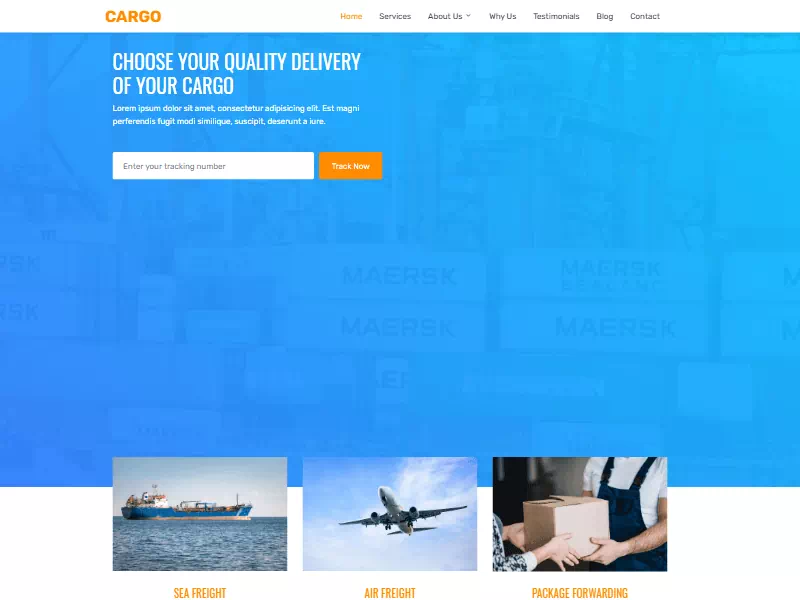 CARGO
Home Services About Us Why Us Testimonials Blog Contact
CHOOSE YOUR QUALITY DELIVERY
OF YOUR CARGO
Lorem ipsum dolor sit amet, consectetur adipisicing elit. Est magni
perferendis fugit modi similique, suscipit, deserunt a iure.
Enter your tracking number
Track Now
MAERSK
MAERSK
SEALAND
MAERSK
MAERSK
SEA FREIGHT
AIR FREIGHT
PACKAGE FORWARDING